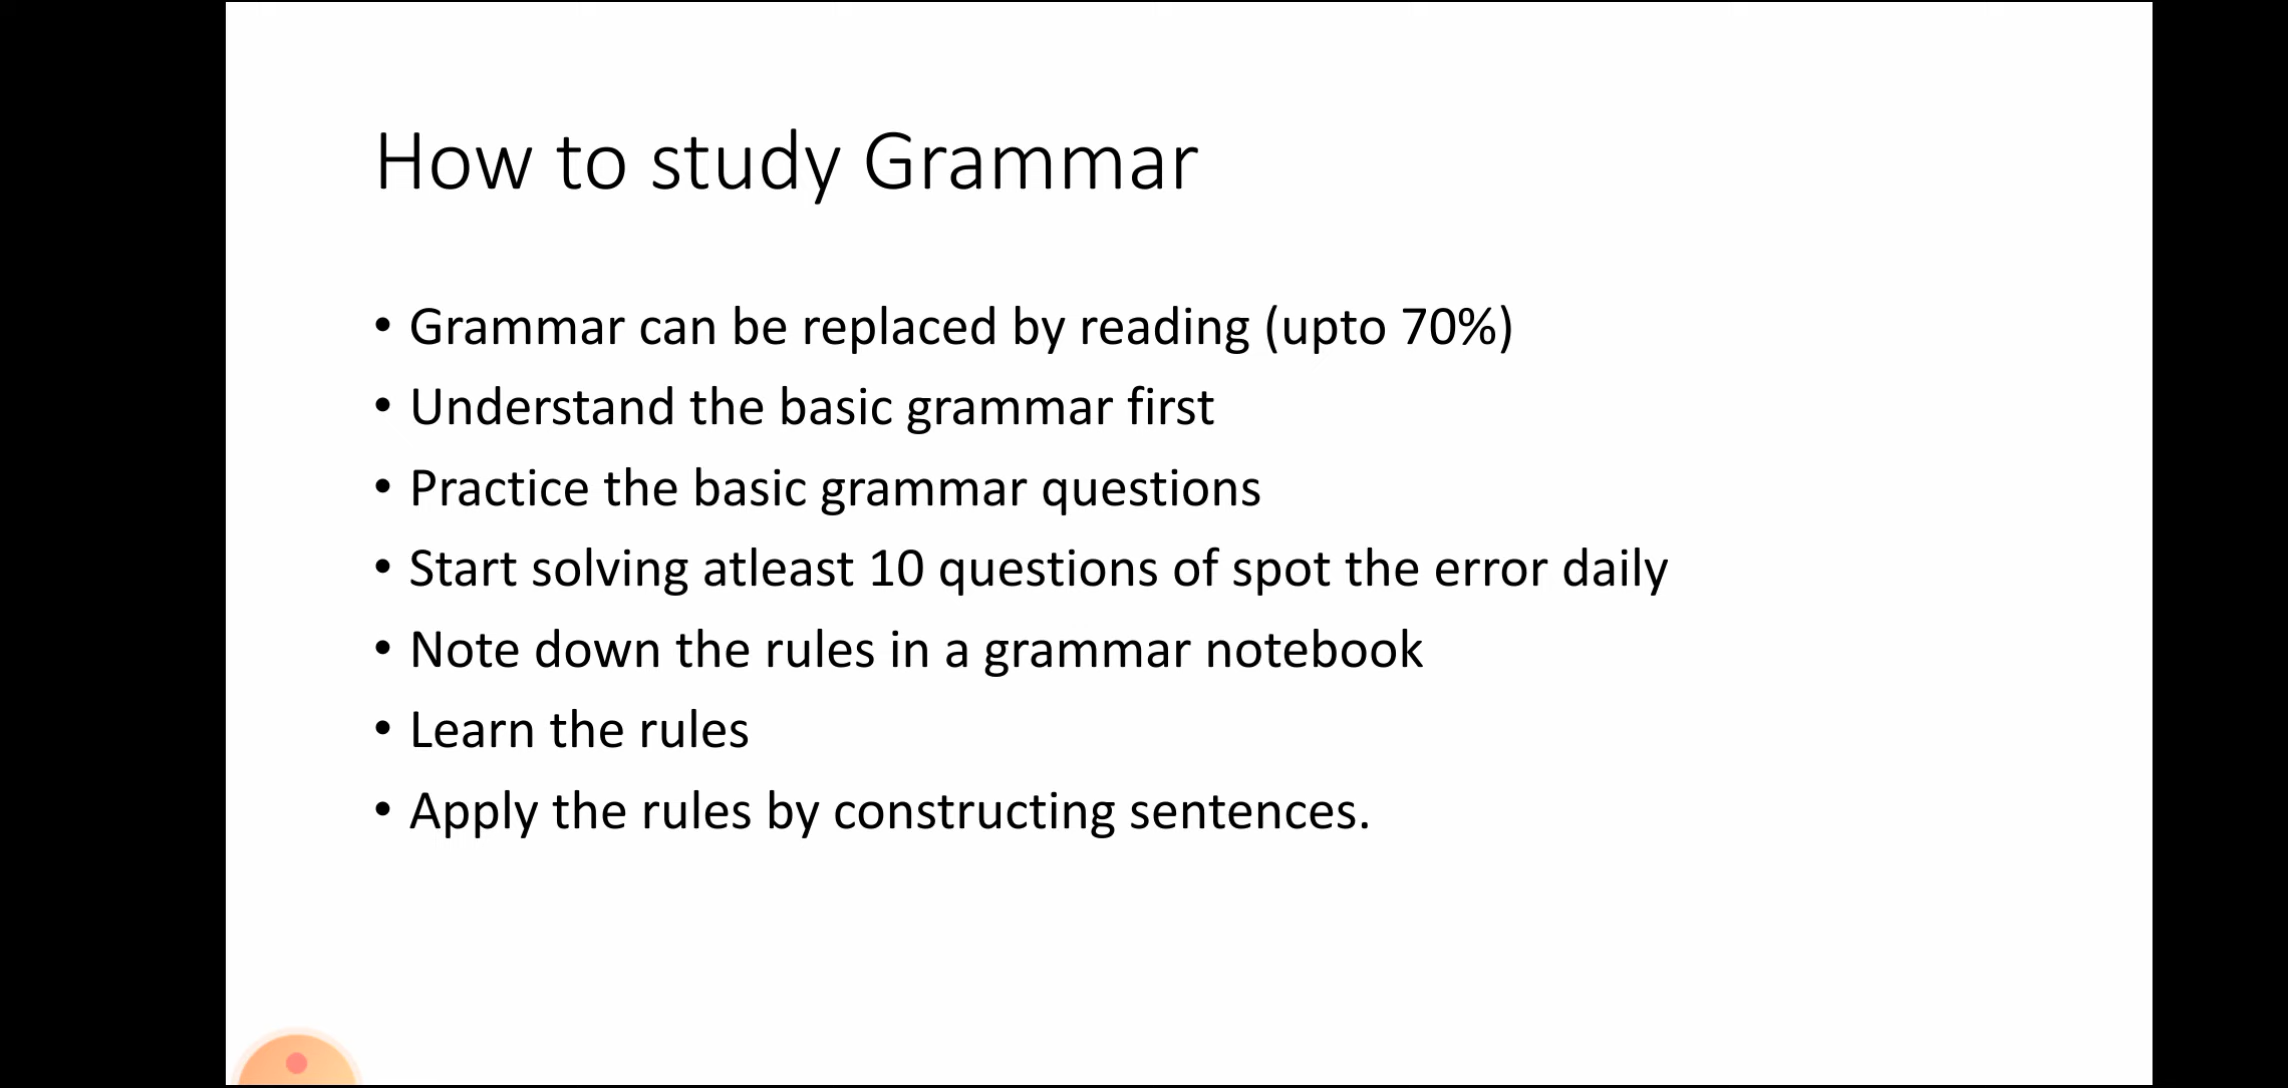 How to study Grammar
• Grammar can be replaced by reading (upto 70%)
• Understand the basic grammar first
• Practice the basic grammar questions
• Start solving atleast 10 questions of spot the error daily
• Note down the rules in a grammar notebook
• Learn the rules
• Apply the rules by constructing sentences.